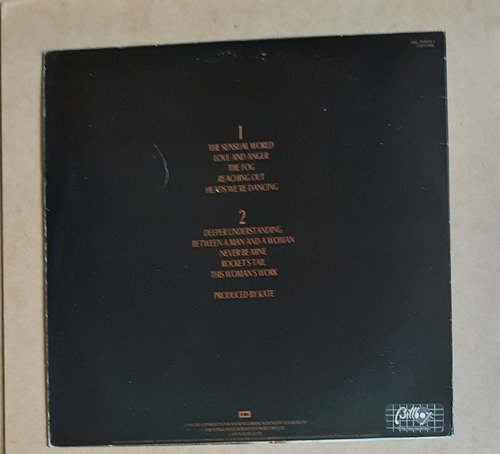 1
THE SENSUAL WORLD
LOVE AND ANGER
THE FOG
REACHING OUT
HEADS WE'RE DANCING
2
DEEPER UNDERSTANDING
BETWEEN A MAN AND A WOMAN
NEVER BE MINE
ROCKET'S TAIL
THIS WOMAN'S WORK
PRODUCED BY KATE
EMI
Billbox